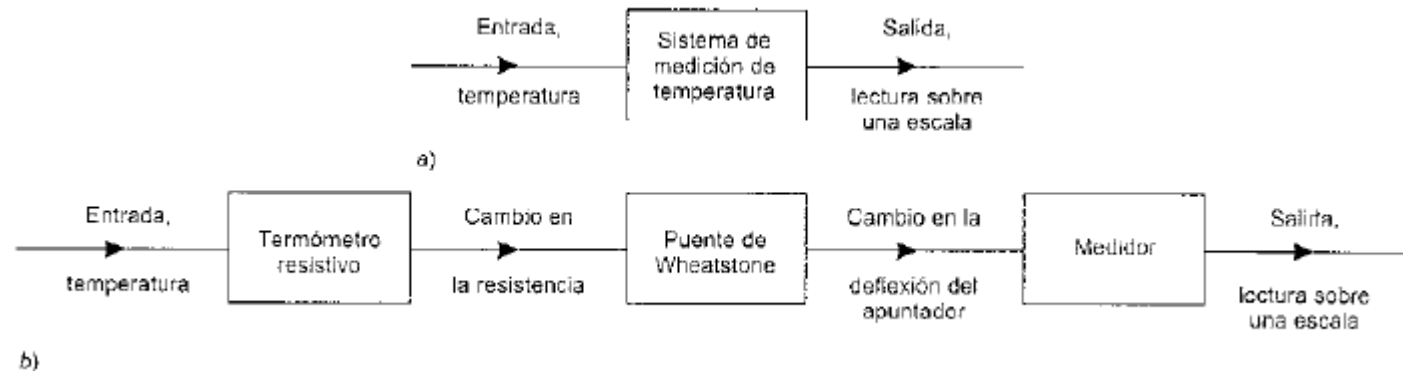 Entrada,
temperatura
Sistema de
medición de
temperatura
Salida,
lectura sobre
una escala
a)
Entrada,
temperatura
Termómetro
resistivo
Cambio en
la resistencia
Puente de
Wheatstone
Cambio en la
deflexión del
apuntador
Medidor
Salida,
lectura sobre
una escala
b)